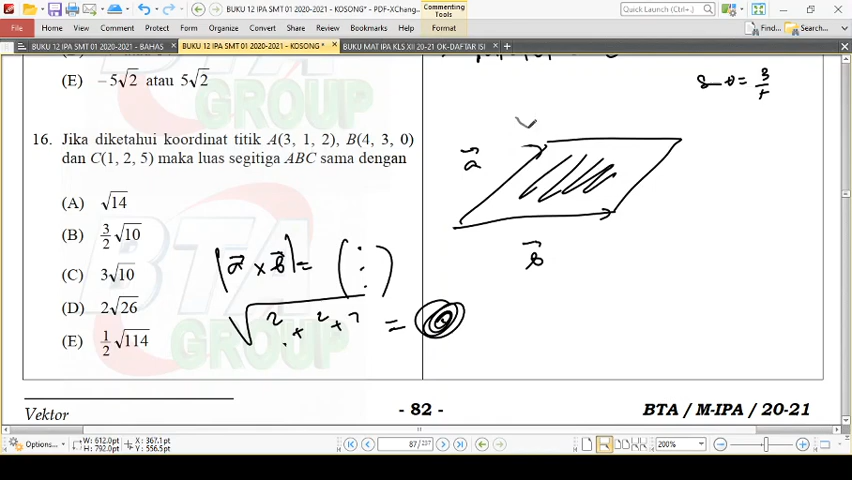 BUKU 12 IPA SMT 01 2020-2021 - KOSONG* - PDF-XChang
Commenting Tools
Quick Launch (Ctrl+.)
File Home View Comment Protect Form Organize Convert Share Review Bookmarks Help Format Find... Search...
BUKU 12 IPA SMT 01 2020-2021 - BAHAS BUKU 12 IPA SMT 01 2020-2021 - KOSONG * BUKU MAT IPA KLS XII 20-21 OK-DAFTAR ISI
(E) -5√2 atau 5√2
16. Jika diketahui koordinat titik A(3, 1, 2), B(4, 3, 0)
dan C(1, 2, 5) maka luas segitiga ABC sama dengan
(A) √14
(B) 3/2 √10
(C) 3√10
(D) 2√26
(E) 1/2 √114
|a × b| =
a
b
Vektor
- 82 -
BTA / M-IPA / 20-21
BTA GROUP
Options...
W: 612.0pt
H: 792.0pt
X: 367.1pt
Y: 556.5pt
87/237
200%